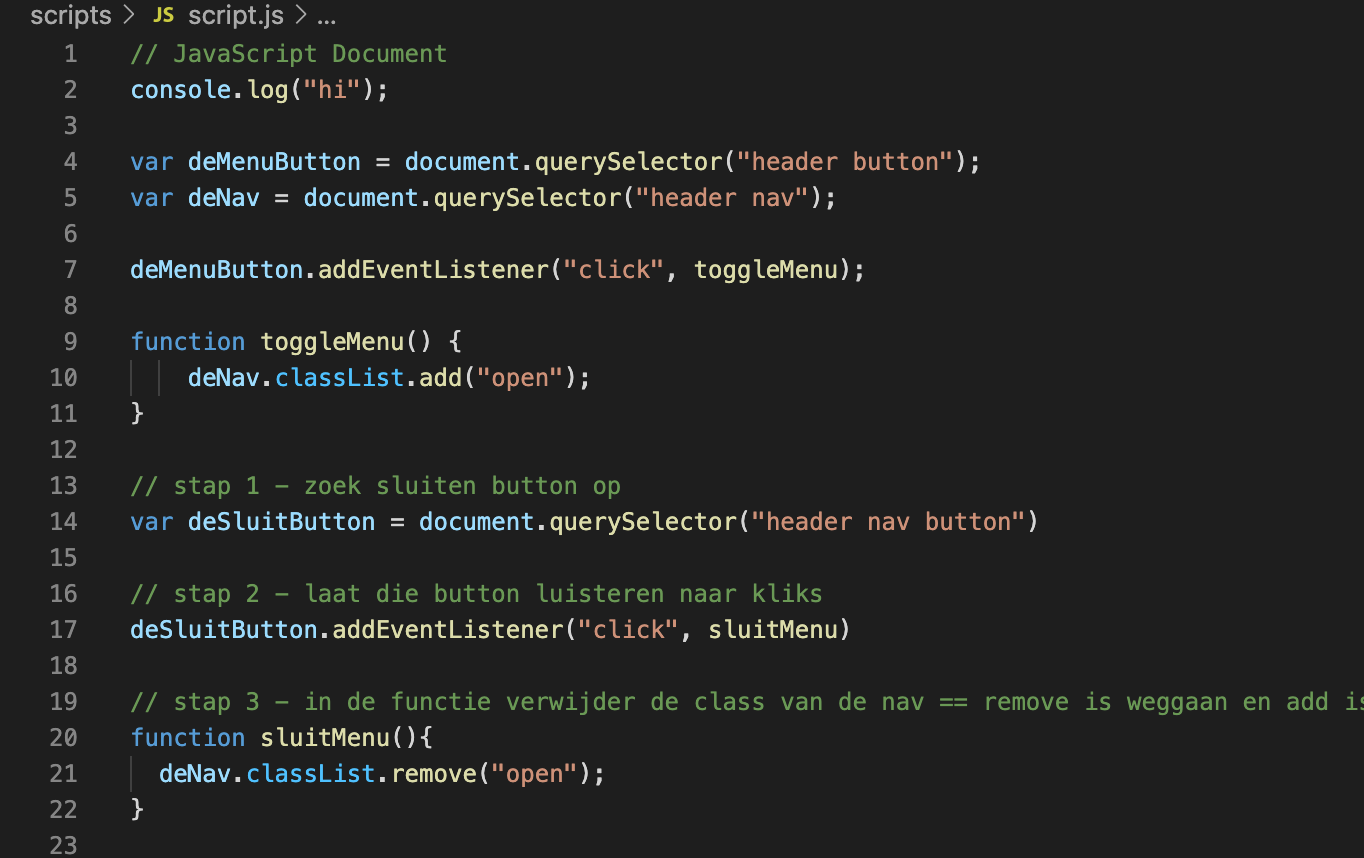 scripts > JS script.js > ...
1 // JavaScript Document
2 console.log("hi");
3
4 var deMenuButton = document.querySelector("header button");
5 var deNav = document.querySelector("header nav");
6
7 deMenuButton.addEventListener("click", toggleMenu);
8
9 function toggleMenu() {
10 deNav.classList.add("open");
11 }
12
13 // stap 1 – zoek sluiten button op
14 var deSluitButton = document.querySelector("header nav button")
15
16 // stap 2 – laat die button luisteren naar kliks
17 deSluitButton.addEventListener("click", sluitMenu)
18
19 // stap 3 – in de functie verwijder de class van de nav == remove is weggaan en add is
20 function sluitMenu(){
21 deNav.classList.remove("open");
22 }
23